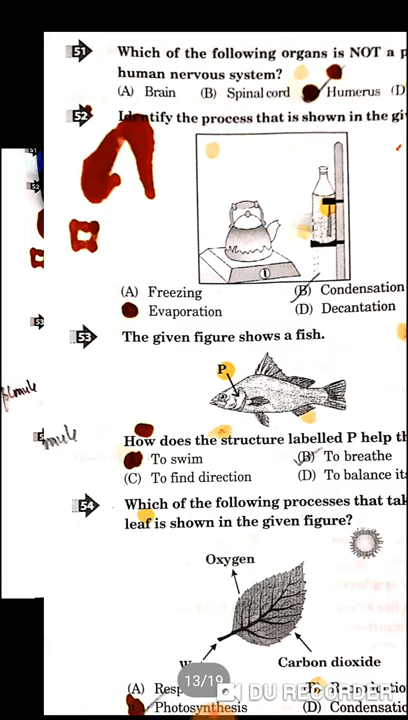 51 Which of the following organs is NOT a p
human nervous system?
(A) Brain (B) Spinal cord Humerus (D
52 Identify the process that is shown in the gi
(A) Freezing (B) Condensation
Evaporation (D) Decantation
53 The given figure shows a fish.
P
How does the structure labelled P help th
To swim (B) To breathe
(C) To find direction (D) To balance its
54 Which of the following processes that tak
leaf is shown in the given figure?
Oxygen
Carbon dioxide
13/19
DU RECORDER
(A) Resp
Photosynthesis (D) Condensatio
mule